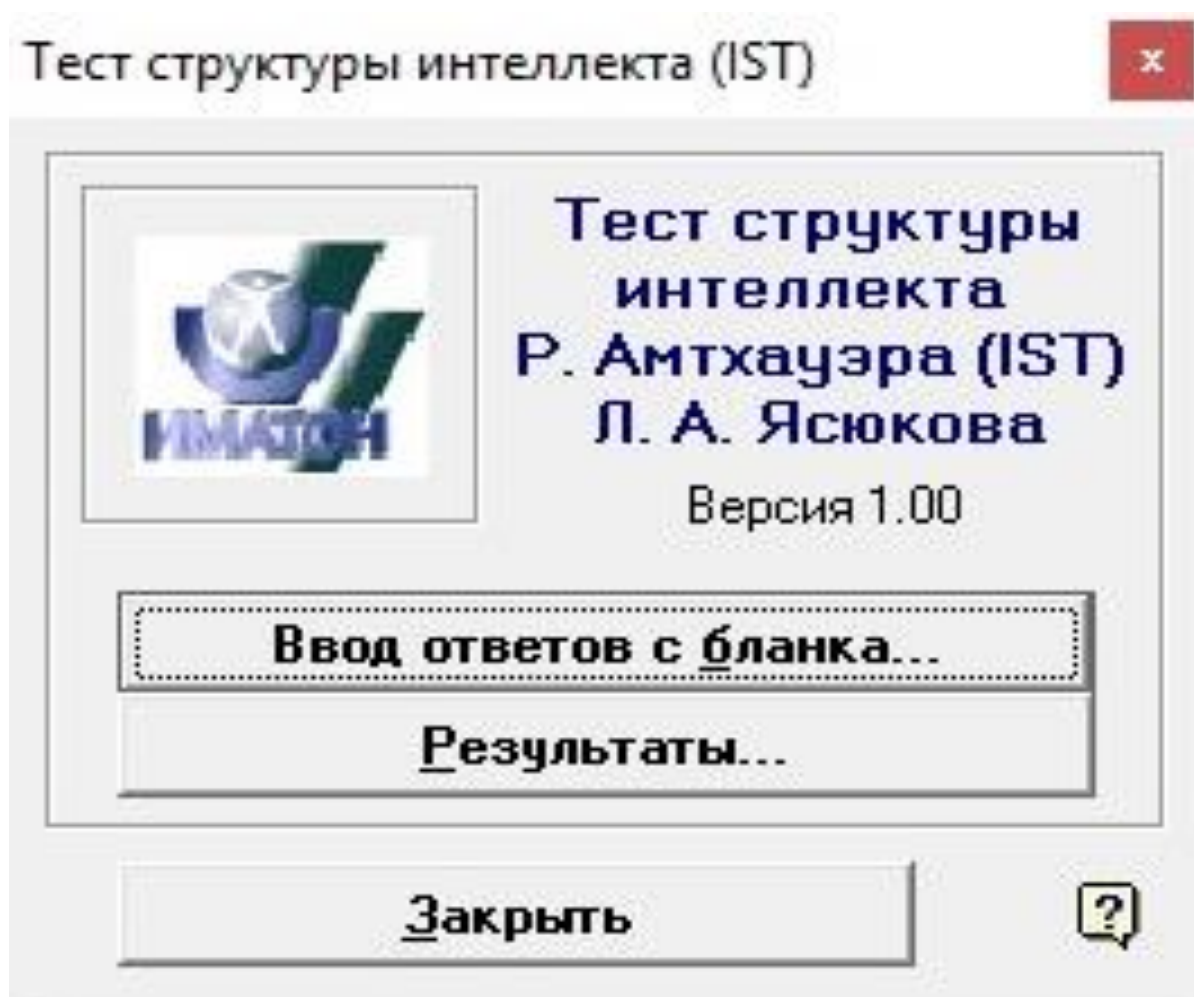 Тест структуры интеллекта (IST)
x
ИМАТОН
Тест структуры
интеллекта
Р. Амтхауэра (IST)
Л. А. Ясюкова
Версия 1.00
Ввод ответов с бланка...
Результаты...
Закрыть
?